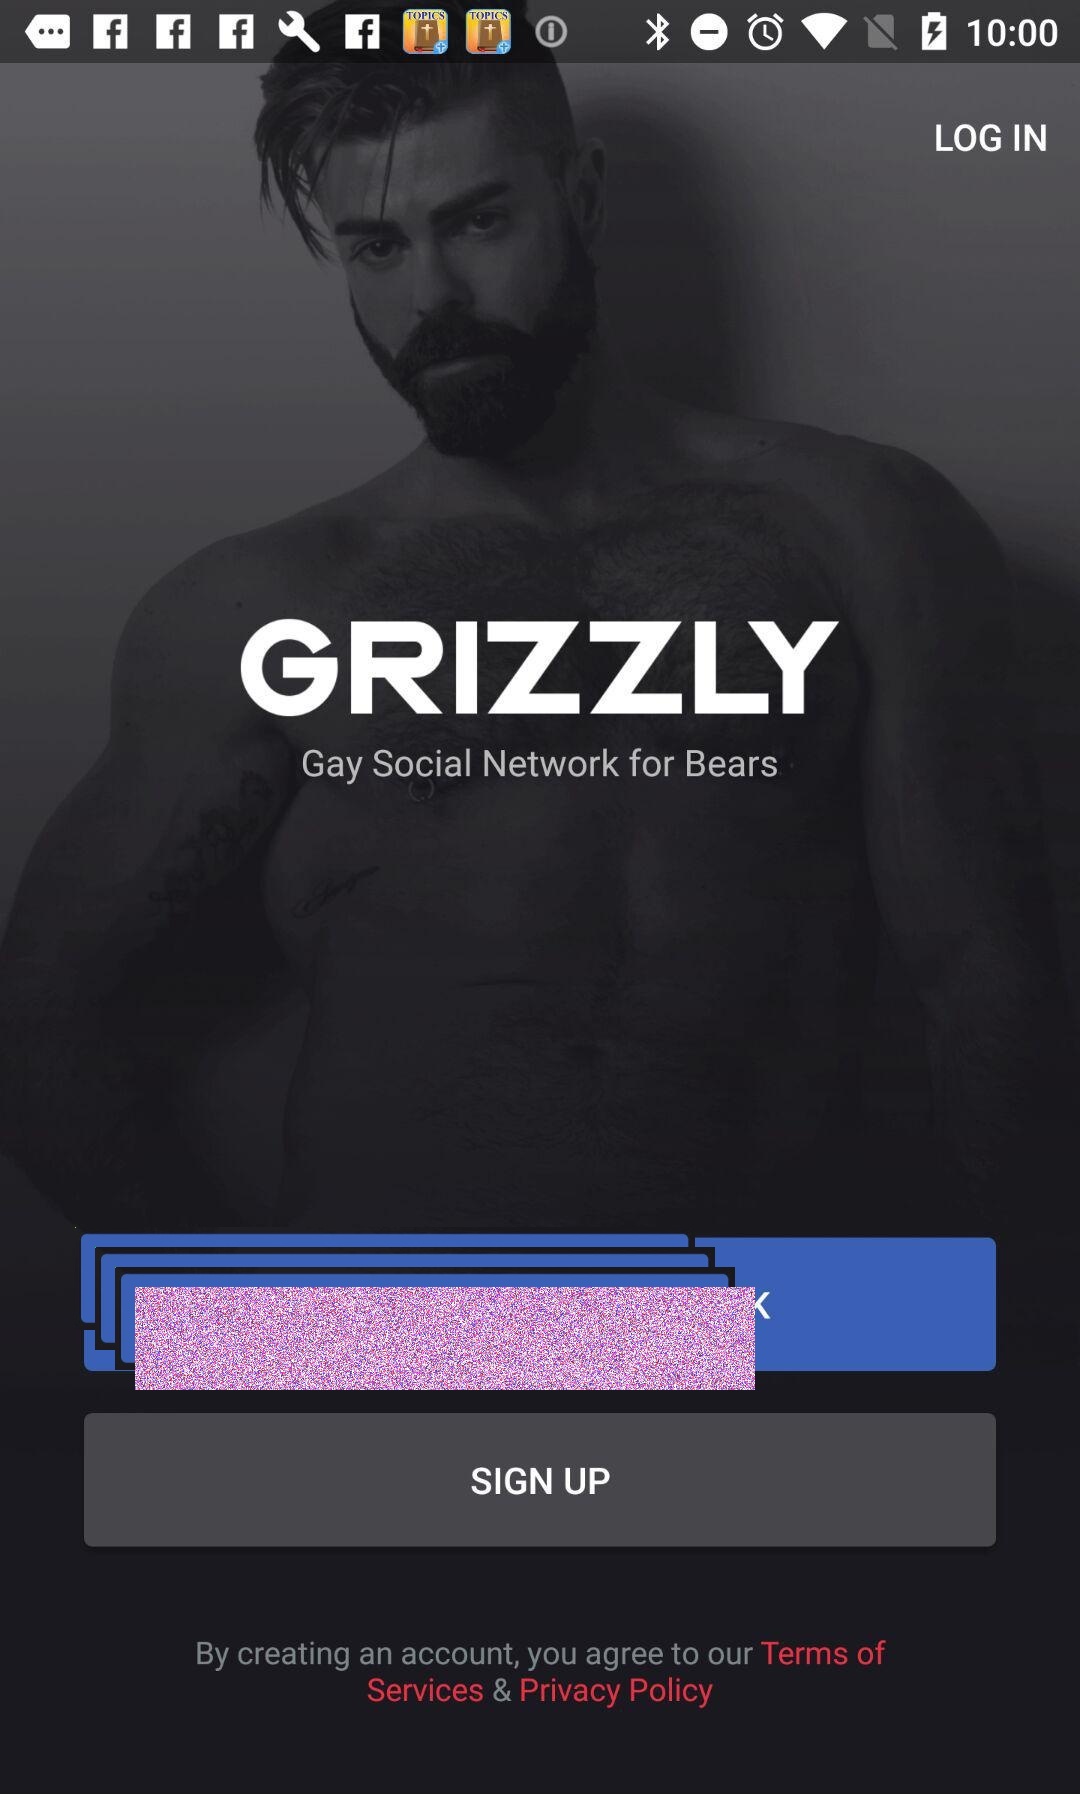 TOPICS TOPICS 10:00
LOG IN
GRIZZLY
Gay Social Network for Bears
SIGN UP
By creating an account, you agree to our Terms of
Services & Privacy Policy